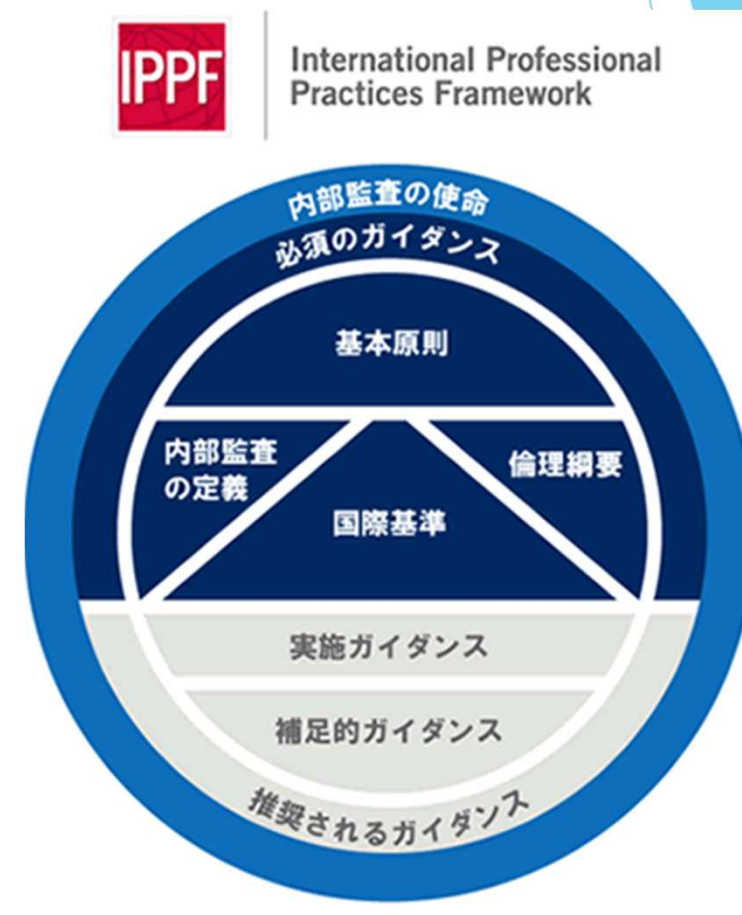 IPPF
International Professional
Practices Framework
内部監査の使命
必須のガイダンス
基本原則
内部監査
の定義
倫理綱要
国際基準
実施ガイダンス
補足的ガイダンス
推奨されるガイダンス